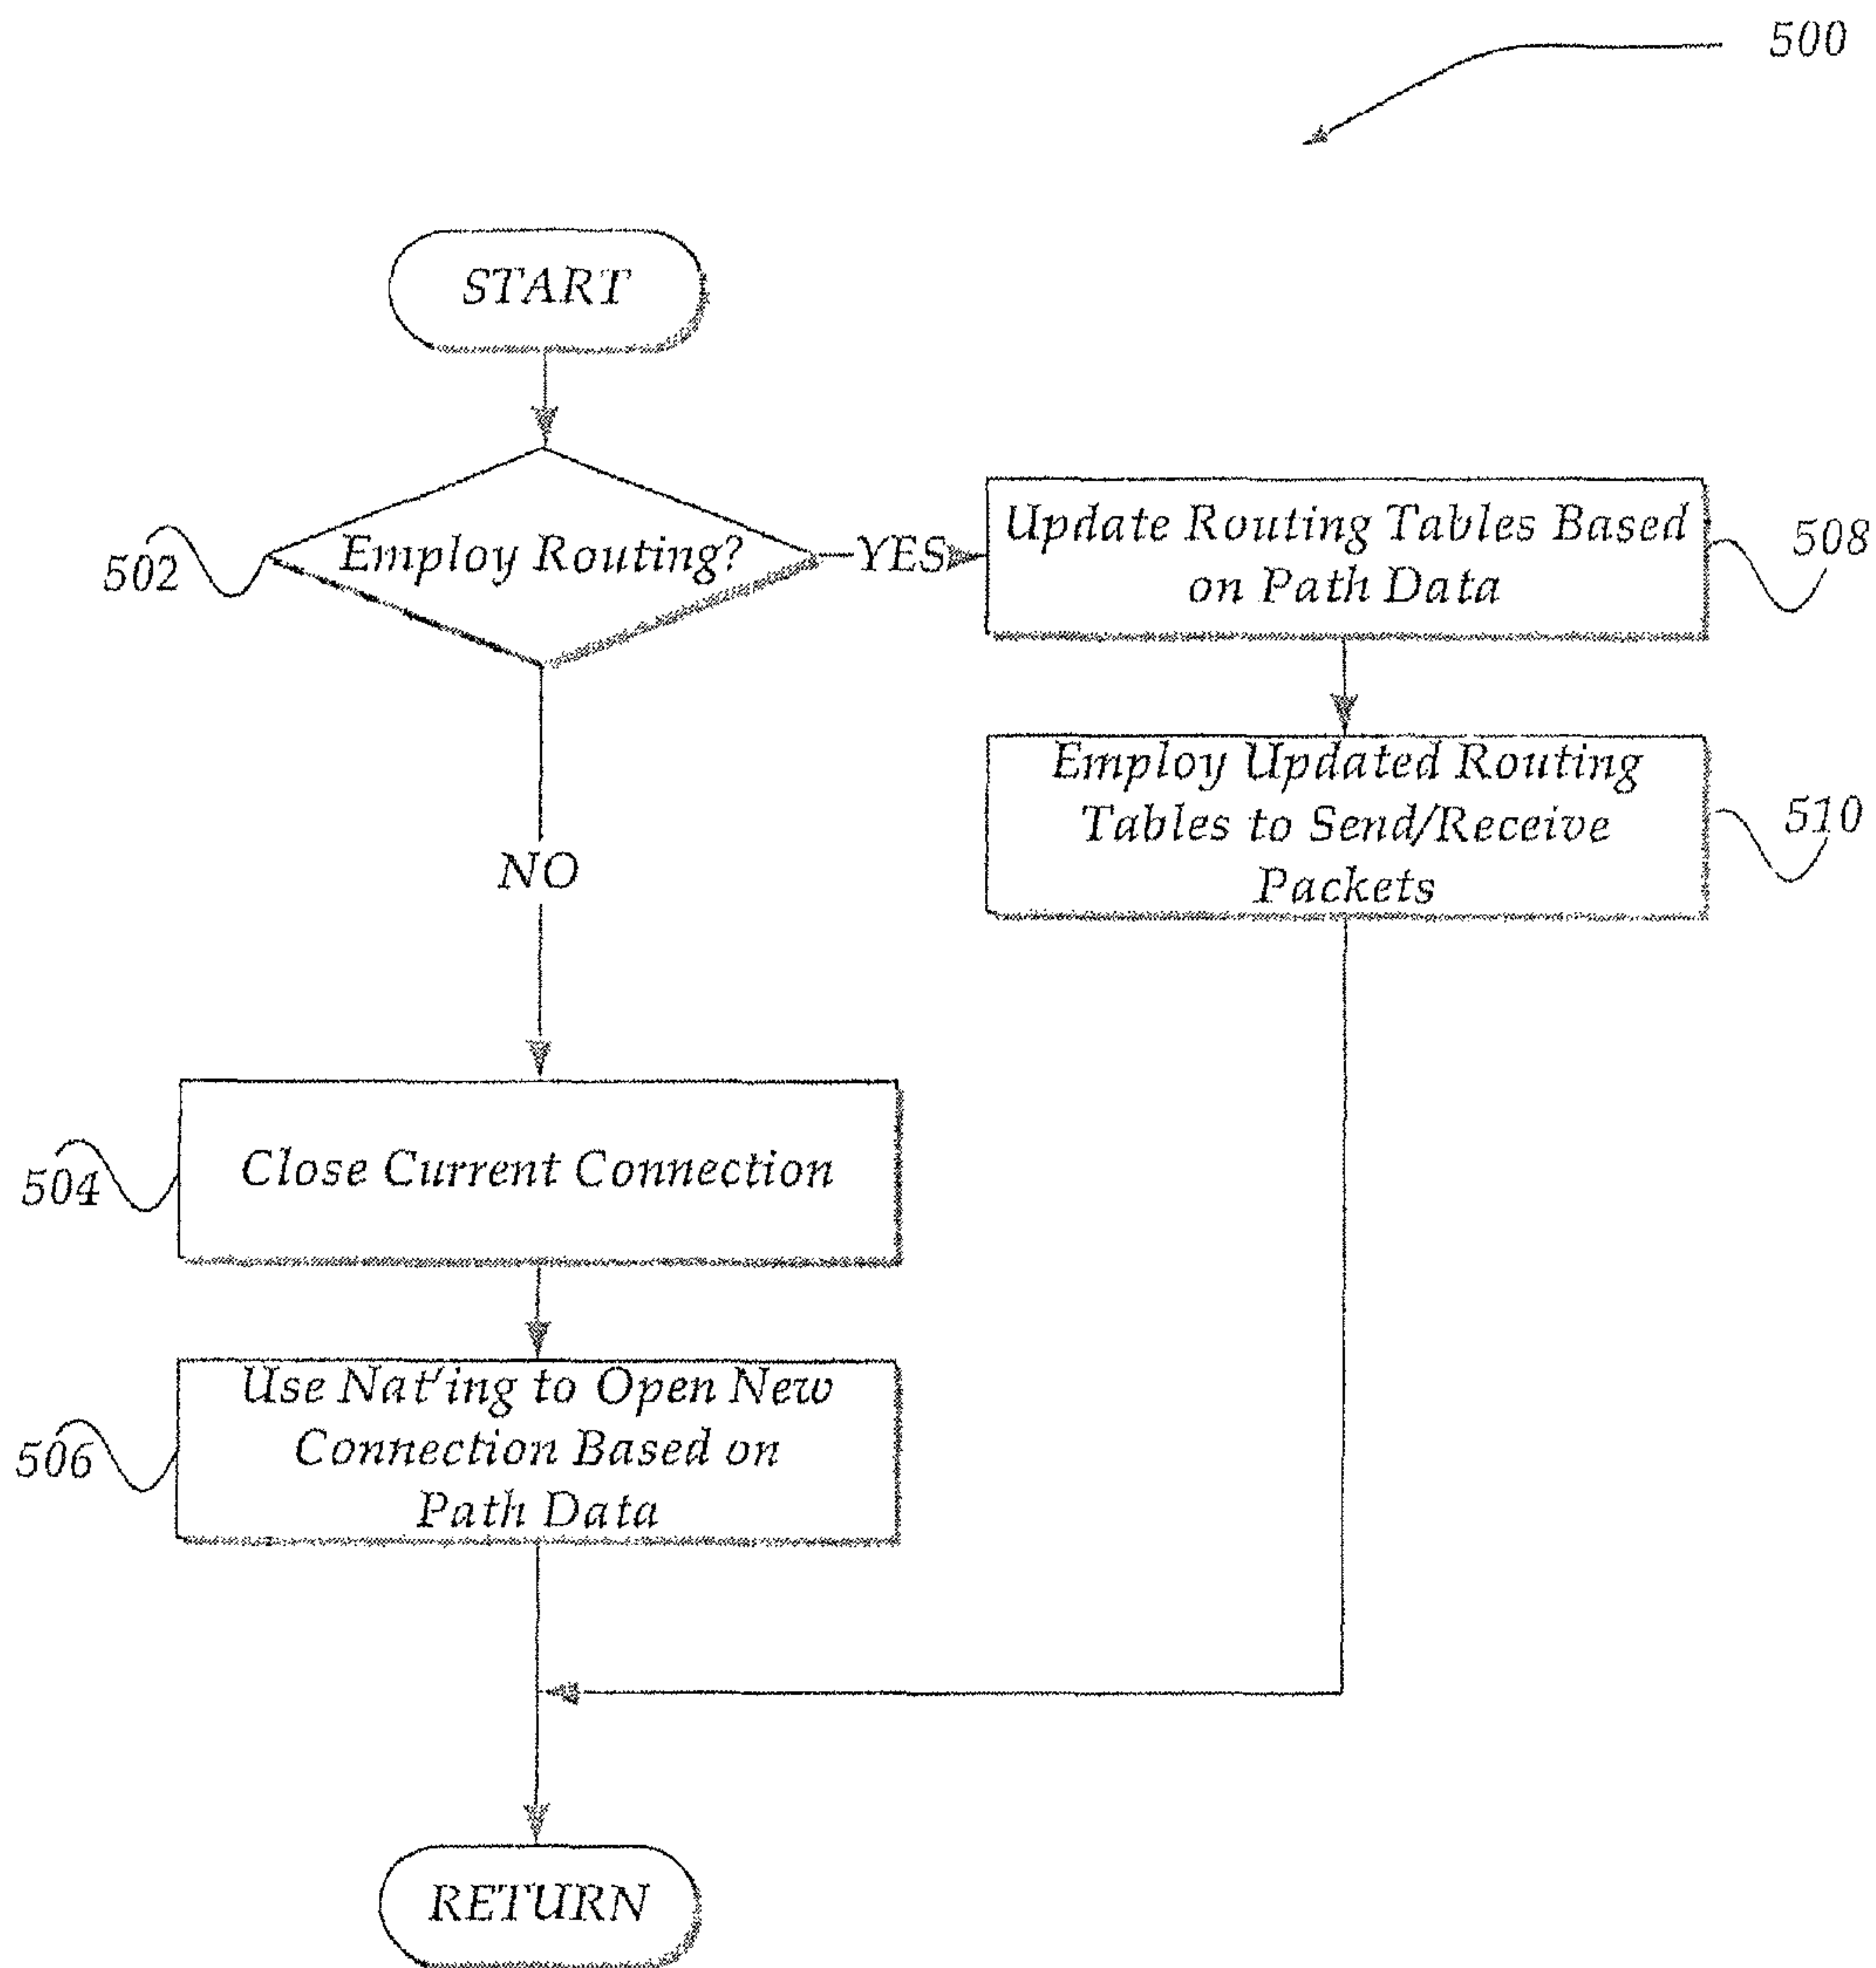 500
START
502
Employ Routing?
YES
Update Routing Tables Based
on Path Data
508
Employ Updated Routing
Tables to Send/Receive
Packets
510
NO
504
Close Current Connection
506
Use Nat'ing to Open New
Connection Based on
Path Data
RETURN